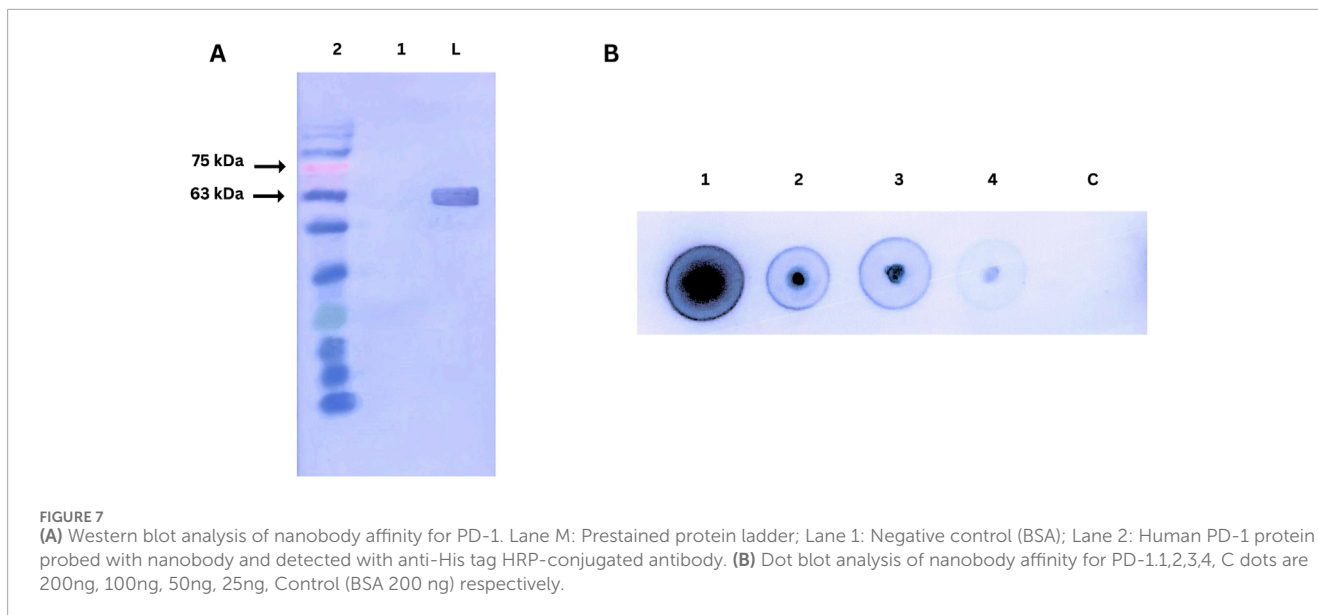 A
2 1 L
75 kDa
63 kDa
B
1 2 3 4 C
FIGURE 7
(A) Western blot analysis of nanobody affinity for PD-1. Lane M: Prestained protein ladder; Lane 1: Negative control (BSA); Lane 2: Human PD-1 protein
probed with nanobody and detected with anti-His tag HRP-conjugated antibody. (B) Dot blot analysis of nanobody affinity for PD-1.1,2,3,4, C dots are
200ng, 100ng, 50ng, 25ng, Control (BSA 200 ng) respectively.